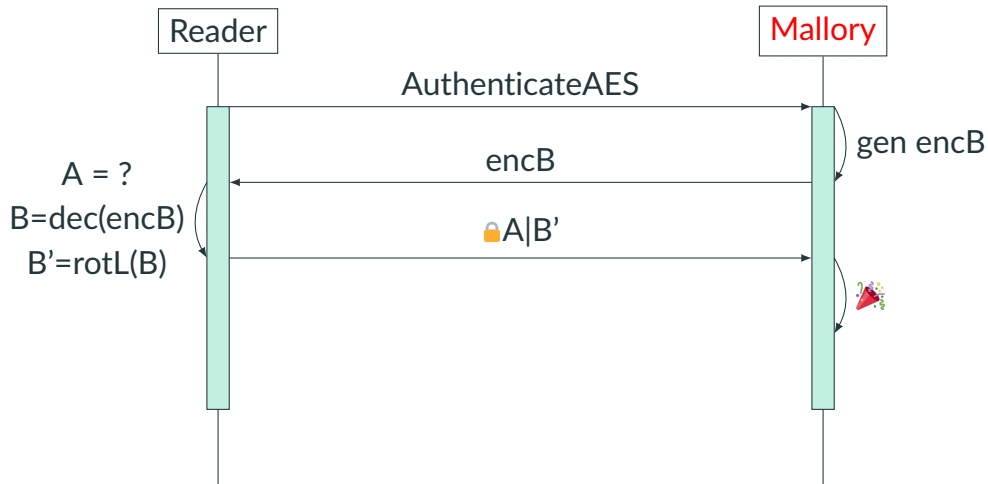 Reader
Mallory
AuthenticateAES
gen encB
encB
A = ?
B=dec(encB)
B’=rotL(B)
🔒A|B’
🎉